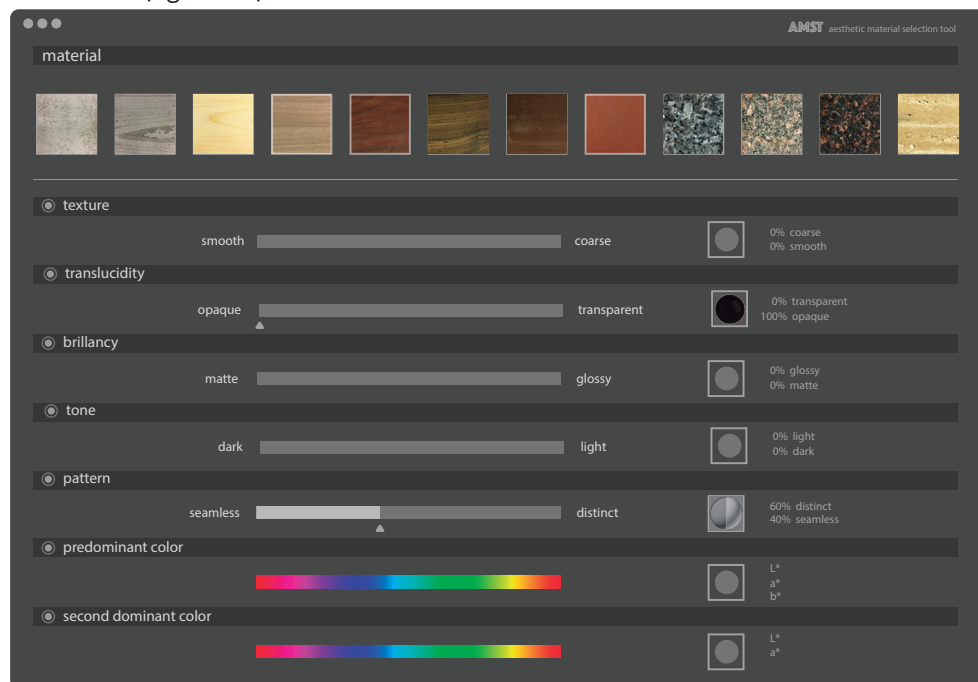 AMST aesthetic material selection tool
material
texture
smooth
coarse
0% coarse
0% smooth
translucidity
opaque
transparent
0% transparent
100% opaque
brillancy
matte
glossy
0% glossy
0% matte
tone
dark
light
0% light
0% dark
pattern
seamless
distinct
60% distinct
40% seamless
predominant color
L*
a*
b*
second dominant color
L*
a*